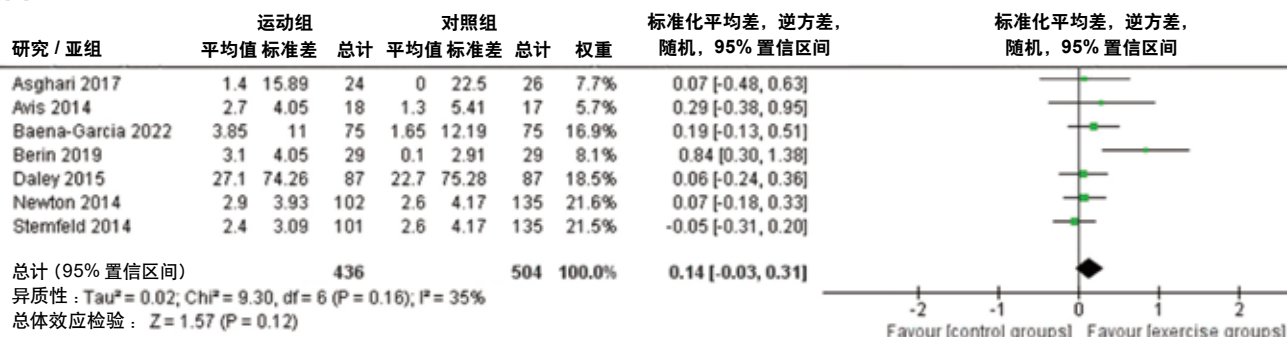 运动组 对照组 标准化平均差，逆方差， 标准化平均差，逆方差，
研究 / 亚组 平均值 标准差 总计 平均值 标准差 总计 权重 随机，95% 置信区间 随机，95% 置信区间
Asghari 2017 1.4 15.89 24 0 22.5 26 7.7% 0.07 [-0.48, 0.63]
Avis 2014 2.7 4.05 18 1.3 5.41 17 5.7% 0.29 [-0.38, 0.95]
Baena-Garcia 2022 3.85 11 75 1.65 12.19 75 16.9% 0.19 [-0.13, 0.51]
Berin 2019 3.1 4.05 29 0.1 2.91 29 8.1% 0.84 [0.30, 1.38]
Daley 2015 27.1 74.26 87 22.7 75.28 87 18.5% 0.06 [-0.24, 0.36]
Newton 2014 2.9 3.93 102 2.6 4.17 135 21.6% 0.07 [-0.18, 0.33]
Sternfeld 2014 2.4 3.09 101 2.6 4.17 135 21.5% -0.05 [-0.31, 0.20]
总计 (95% 置信区间) 436 504 100.0% 0.14 [-0.03, 0.31]
异质性：Tau² = 0.02; Chi² = 9.30, df = 6 (P = 0.16); I² = 35%
总体效应检验：Z = 1.57 (P = 0.12)
-2 -1 0 1 2
Favour [control groups] Favour [exercise groups]